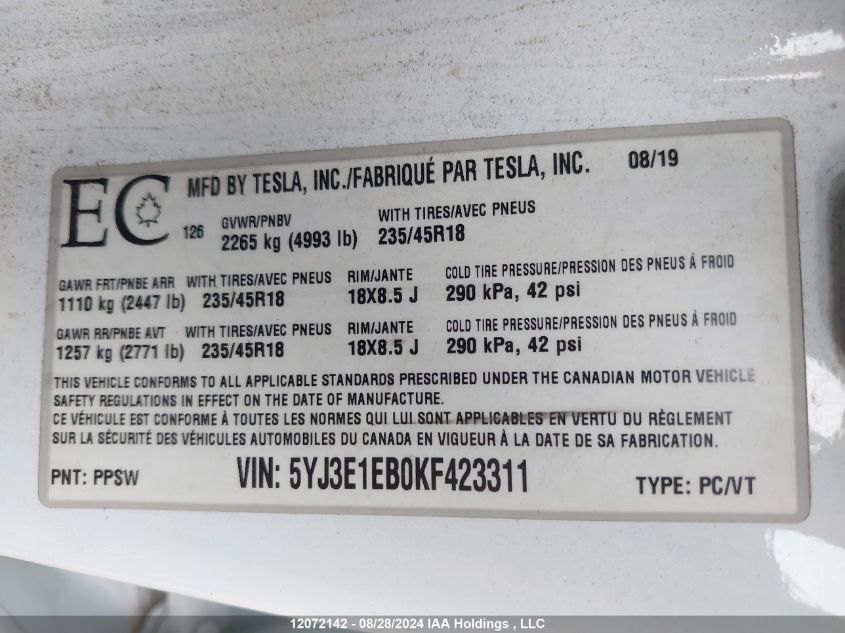 EC
MFD BY TESLA, INC./FABRIQUÉ PAR TESLA, INC. 08/19
126 GVWR/PNBV WITH TIRES/AVEC PNEUS
2265 kg (4993 lb) 235/45R18
GAWR FRT/PNBE ARR WITH TIRES/AVEC PNEUS RIM/JANTE COLD TIRE PRESSURE/PRESSION DES PNEUS À FROID
1110 kg (2447 lb) 235/45R18 18X8.5 J 290 kPa, 42 psi
GAWR RR/PNBE AVT WITH TIRES/AVEC PNEUS RIM/JANTE COLD TIRE PRESSURE/PRESSION DES PNEUS À FROID
1257 kg (2771 lb) 235/45R18 18X8.5 J 290 kPa, 42 psi
THIS VEHICLE CONFORMS TO ALL APPLICABLE STANDARDS PRESCRIBED UNDER THE CANADIAN MOTOR VEHICLE
SAFETY REGULATIONS IN EFFECT ON THE DATE OF MANUFACTURE.
CE VÉHICULE EST CONFORME À TOUTES LES NORMES QUI LUI SONT APPLICABLES EN VERTU DU RÈGLEMENT
SUR LA SÉCURITÉ DES VÉHICULES AUTOMOBILES DU CANADA EN VIGUEUR À LA DATE DE SA FABRICATION.
PNT: PPSW VIN: 5YJ3E1EB0KF423311 TYPE: PC/VT
12072142 - 08/28/2024 IAA Holdings , LLC